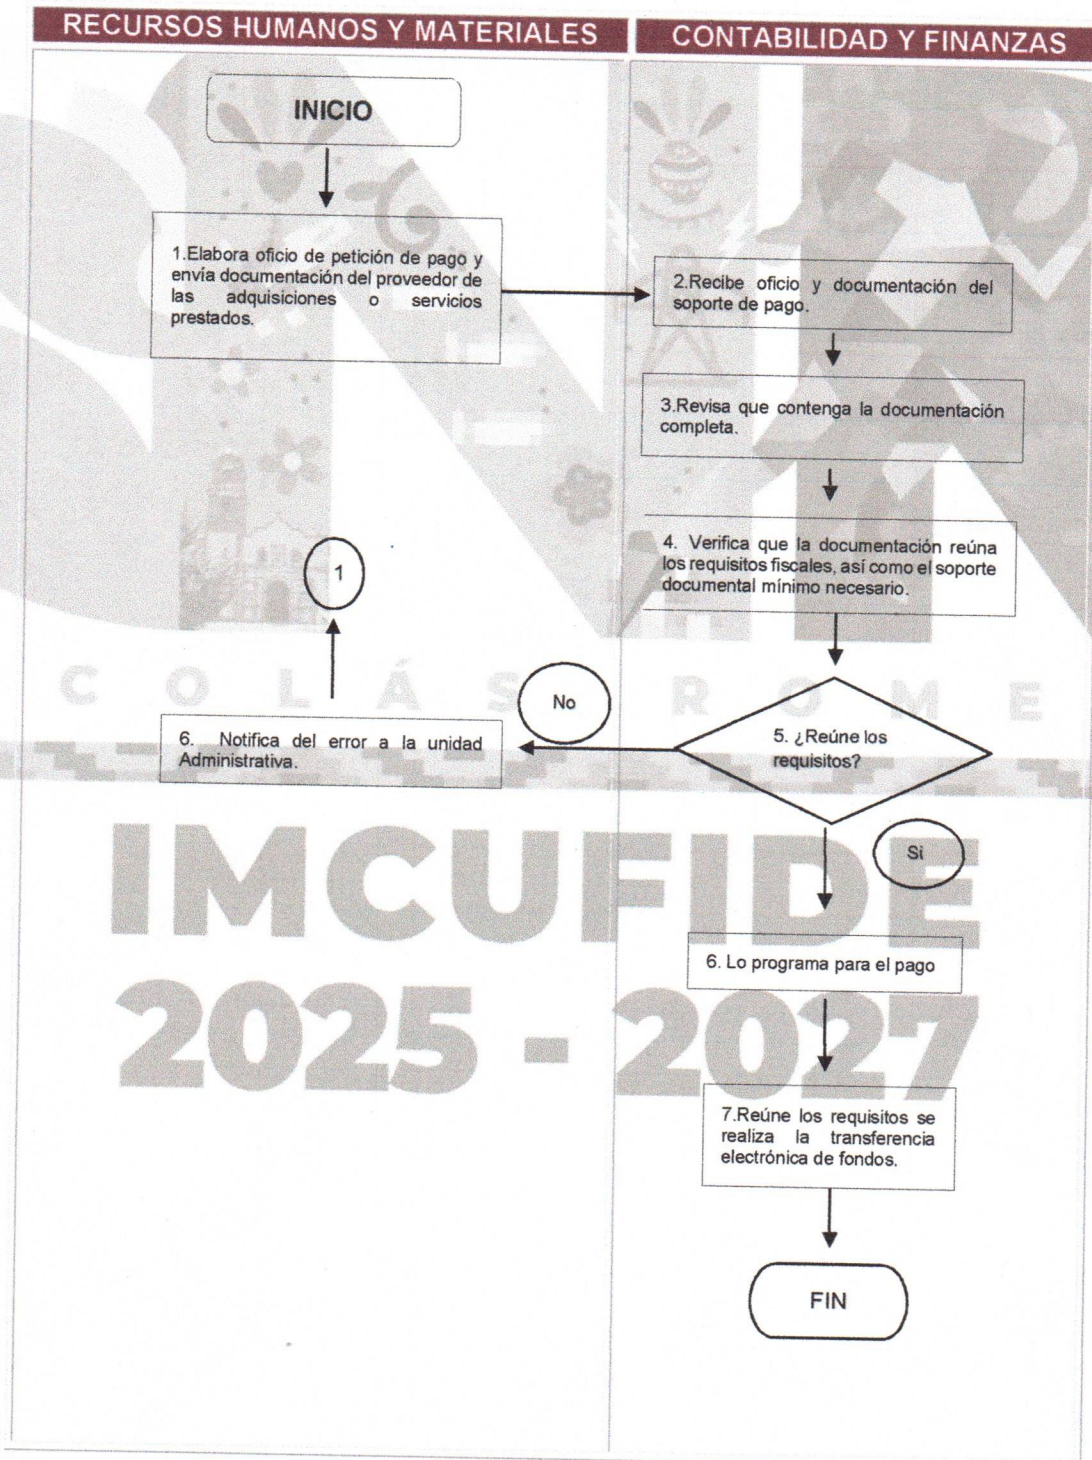 RECURSOS HUMANOS Y MATERIALES
CONTABILIDAD Y FINANZAS
INICIO
1.Elabora oficio de petición de pago y
envía documentación del proveedor de
las adquisiciones o servicios
prestados.
2.Recibe oficio y documentación del
soporte de pago.
3.Revisa que contenga la documentación
completa.
4. Verifica que la documentación reúna
los requisitos fiscales, así como el soporte
documental mínimo necesario.
1
COLÁS ROME
No
5. ¿Reúne los
requisitos?
6. Notifica del error a la unidad
Administrativa.
Si
IMCUFIDE
2025 - 2027
6. Lo programa para el pago
7.Reúne los requisitos se
realiza la transferencia
electrónica de fondos.
FIN